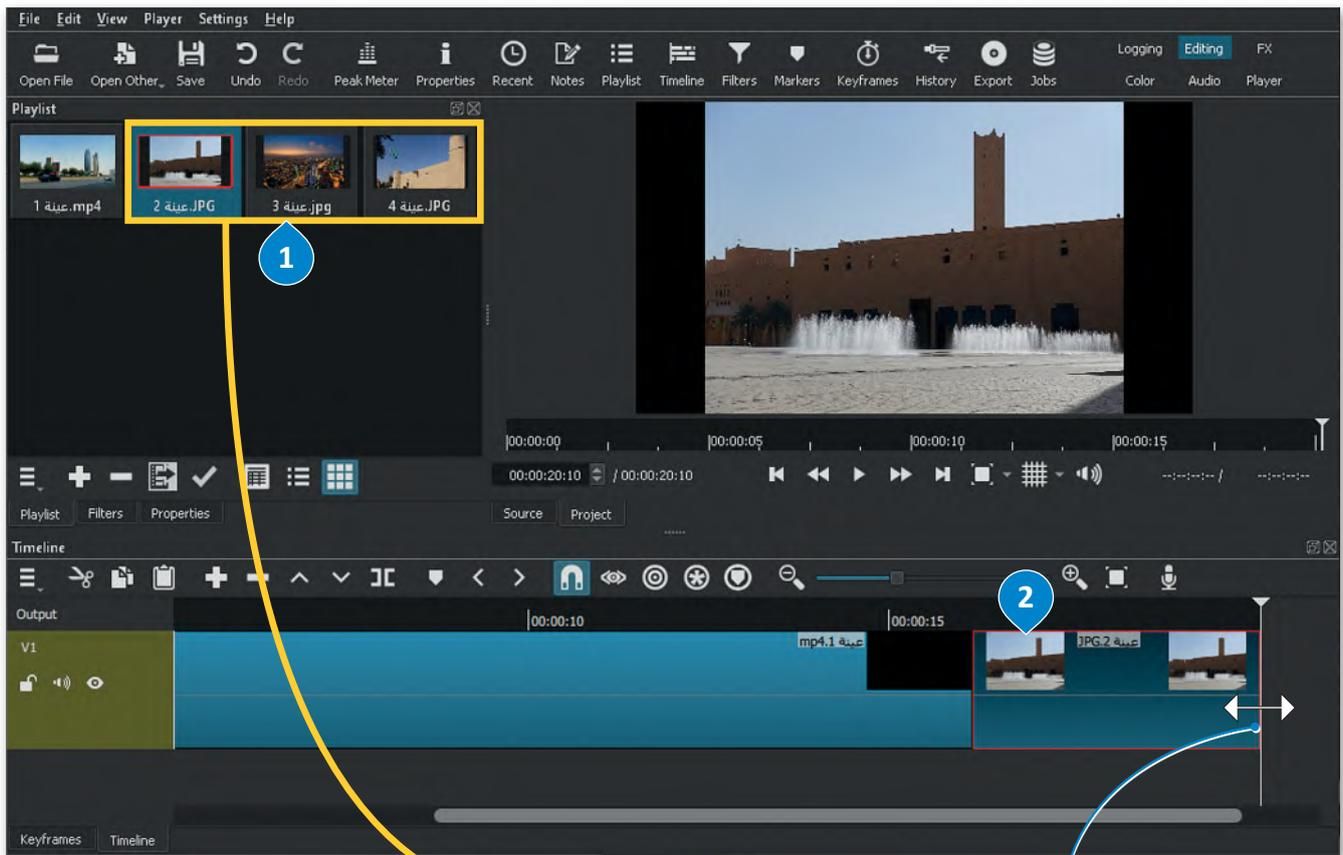 File Edit View Player Settings Help
Open File Open Other... Save Undo Redo Peak Meter Properties Recent Notes Playlist Timeline Filters Markers Keyframes History Export Jobs
Logging Editing FX
Color Audio Player
Playlist
عينة 1.mp4
عينة 2.JPG
عينة 3.jpg
عينة 4.JPG
1
00:00:00 00:00:05 00:00:10 00:00:15
00:00:20:10 / 00:00:20:10 --:--:--:-- / --:--:--:--
Playlist Filters Properties
Source Project
Timeline
2
Output
00:00:10 00:00:15
V1
عينة 1.mp4
عينة 2.JPG
Keyframes Timeline